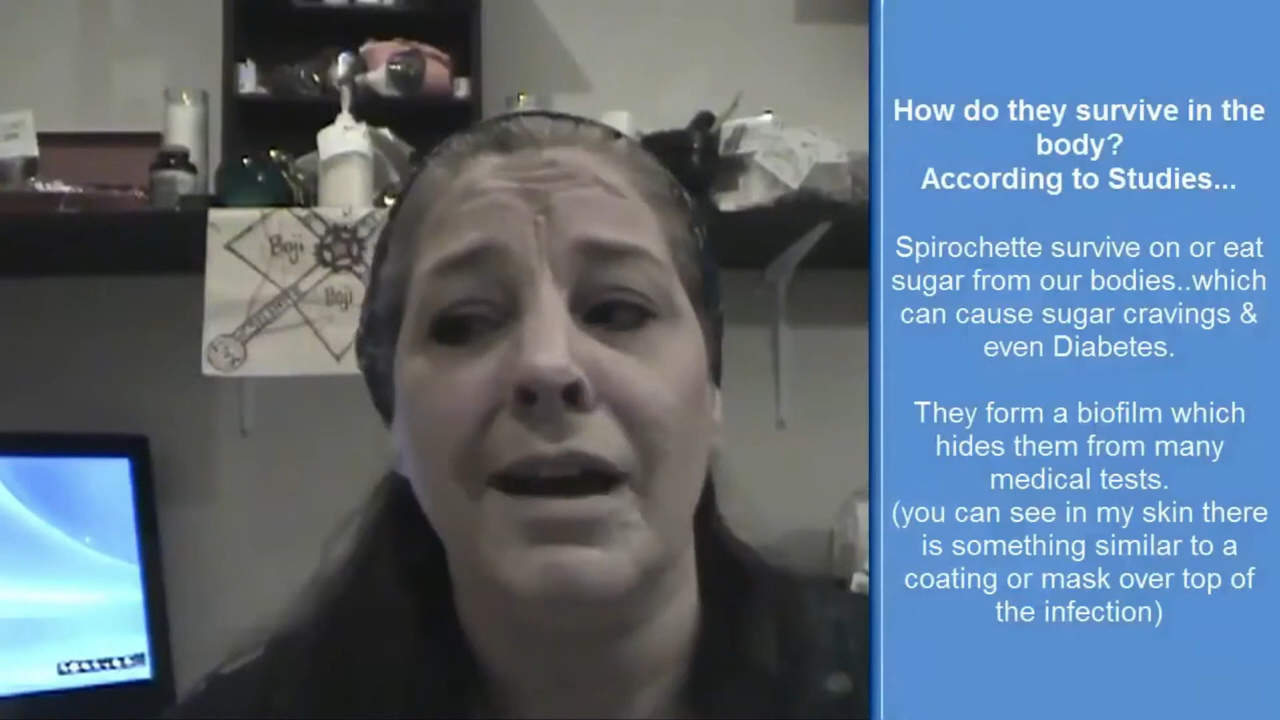 How do they survive in the
body?
According to Studies...
Spirochette survive on or eat
sugar from our bodies..which
can cause sugar cravings &
even Diabetes.
They form a biofilm which
hides them from many
medical tests.
(you can see in my skin there
is something similar to a
coating or mask over top of
the infection)
Boji
Boji